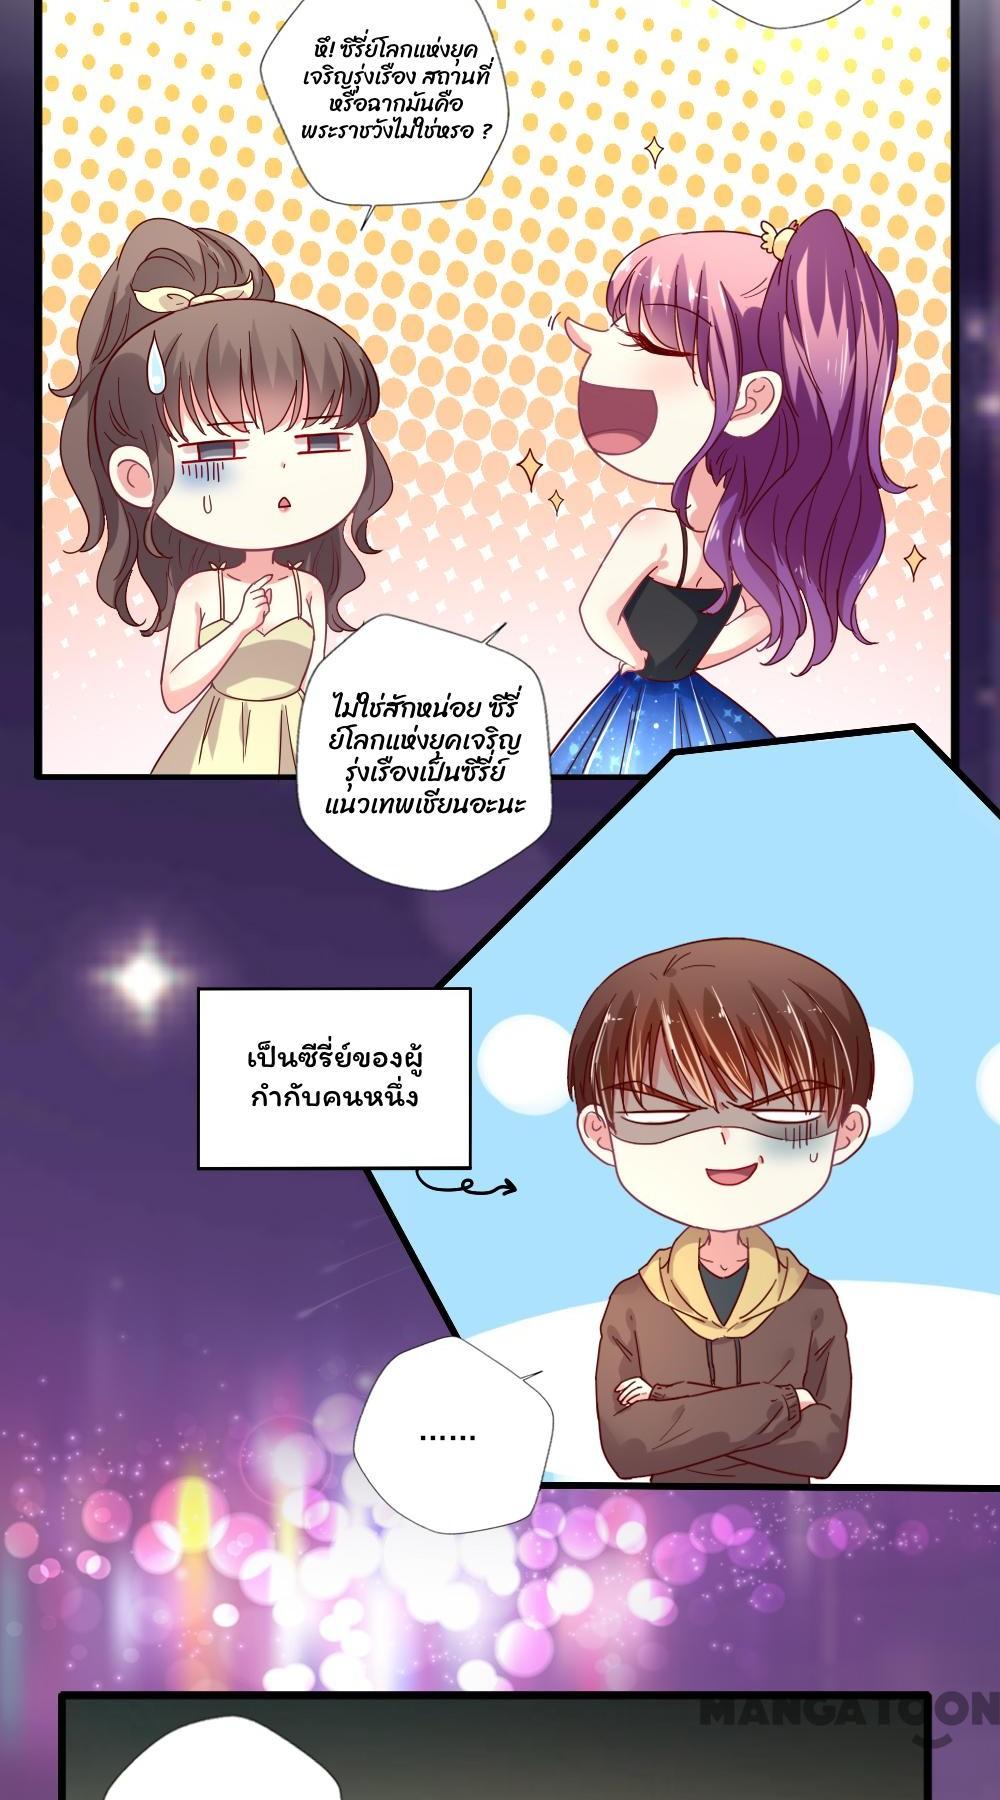 หึ! ซีรี่ย์โลกแห่งยุค
เจริญรุ่งเรือง สถานที่
หรือฉากมันคือ
พระราชวังไม่ใช่หรอ ?
ไม่ใช่สักหน่อย ซีรี่
ย์โลกแห่งยุคเจริญ
รุ่งเรืองเป็นซีรี่ย์
แนวเทพเซียนอะนะ
เป็นซีรี่ย์ของผู้
กำกับคนหนึ่ง
......
MANGATOON